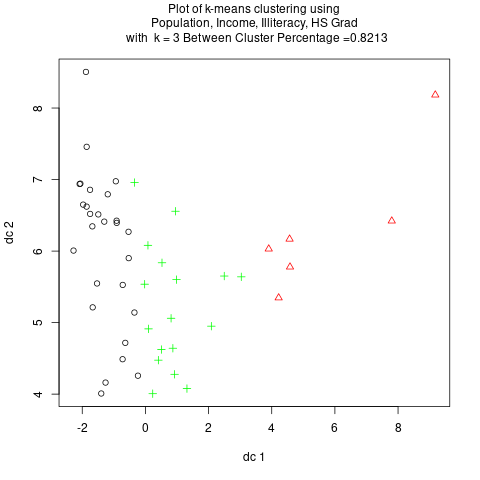 Plot of k-means clustering using
Population, Income, Illiteracy, HS Grad
with  k = 3 Between Cluster Percentage =0.8213
8
7
6
5
4
dc 2
-2 0 2 4 6 8
dc 1